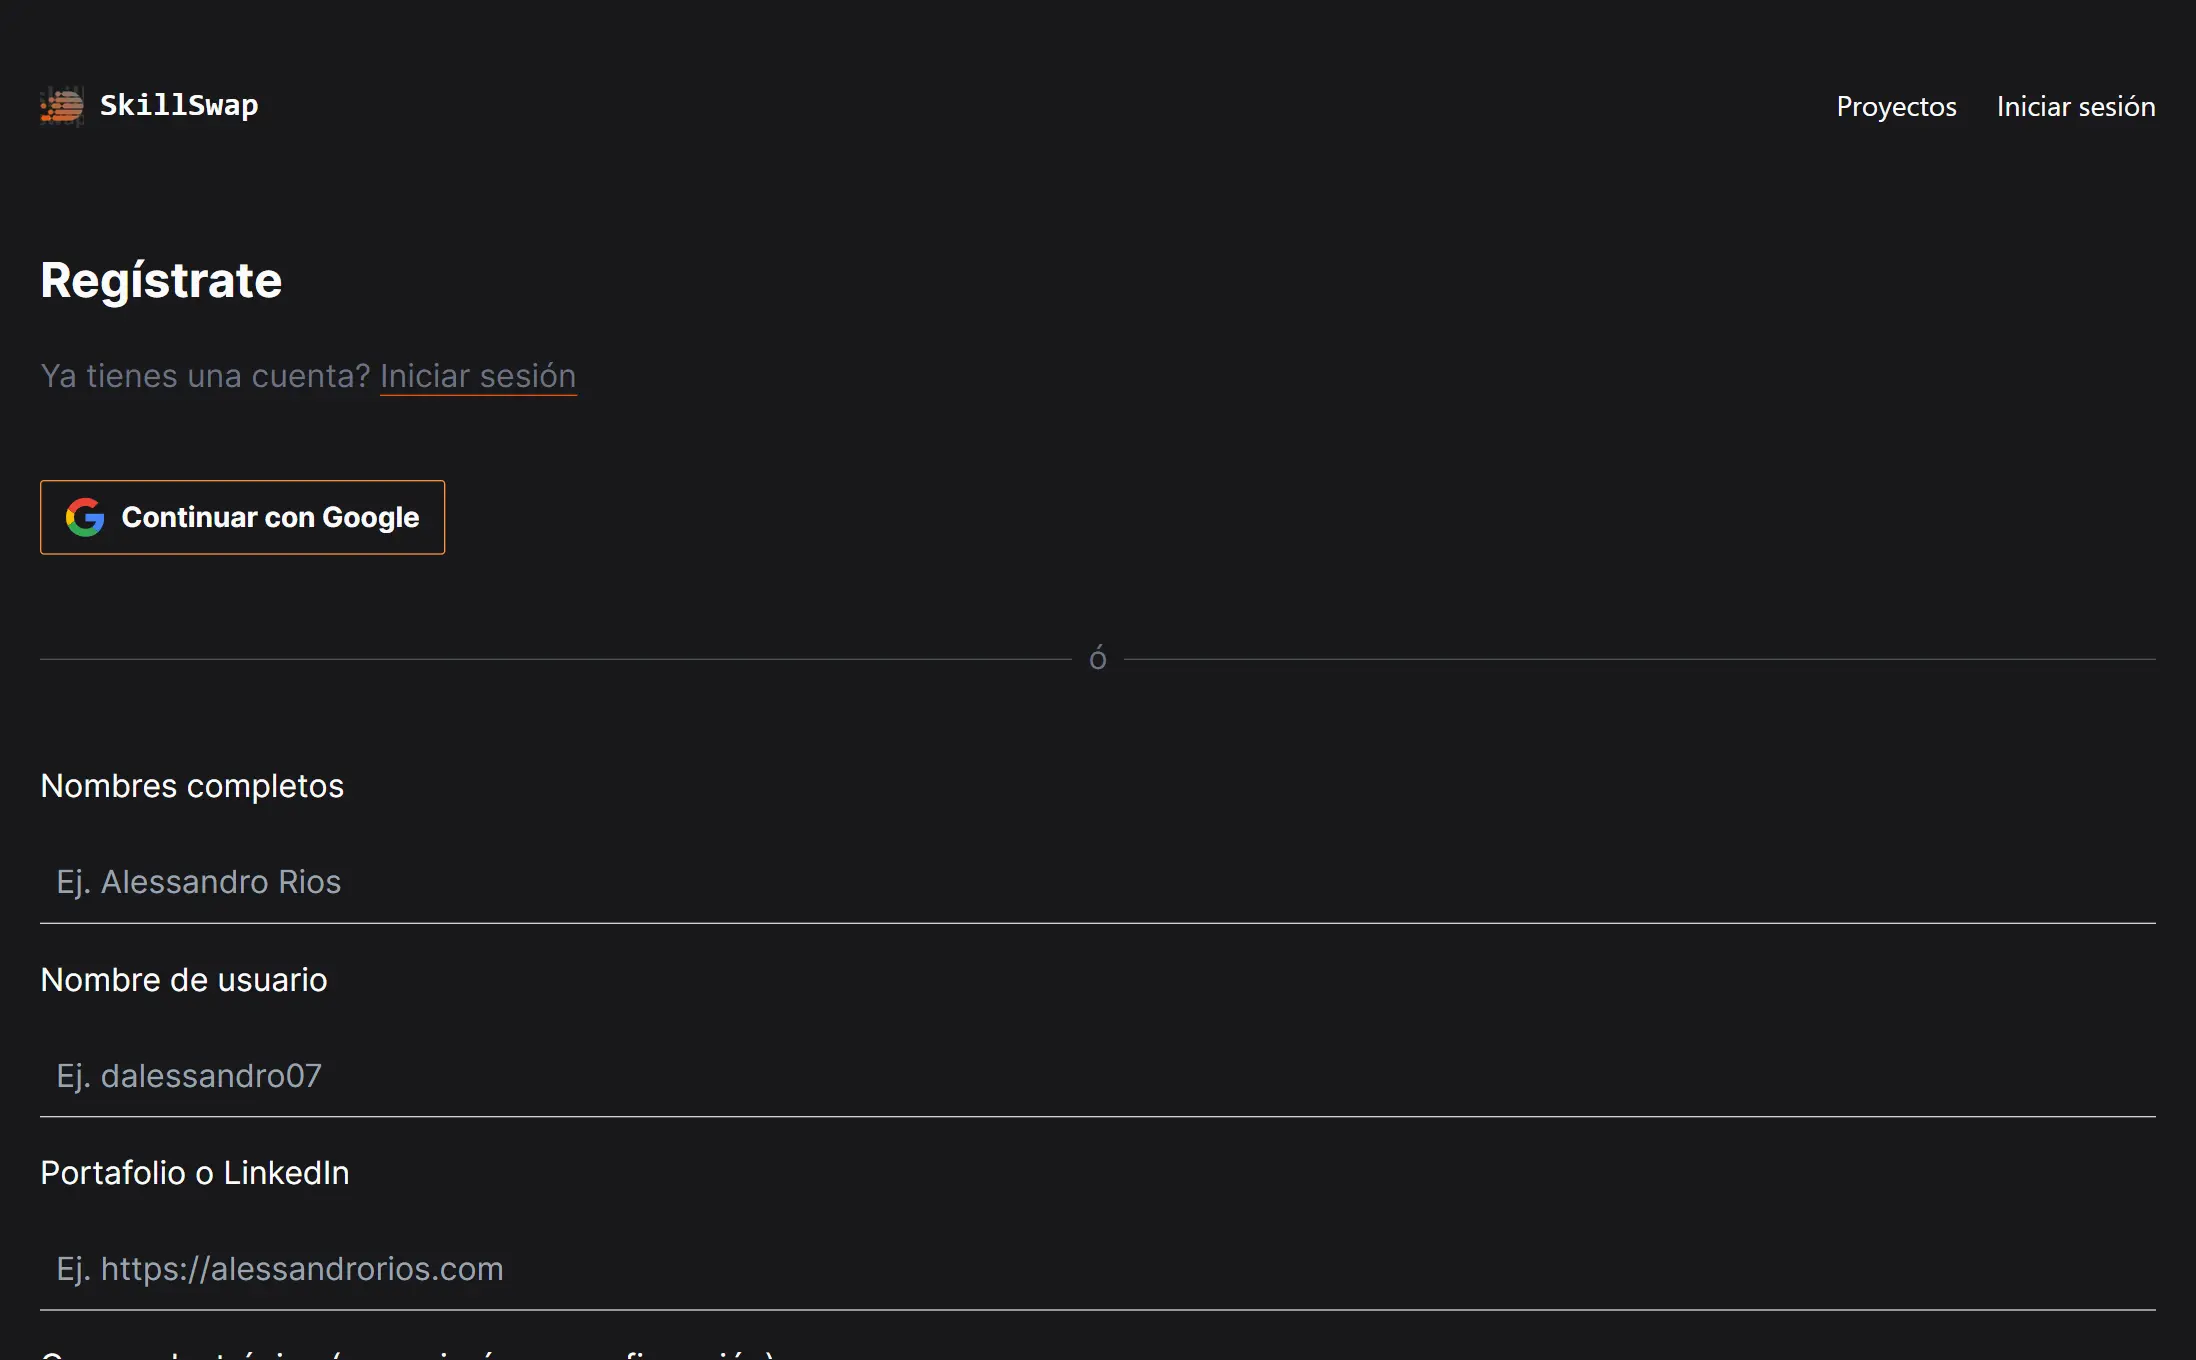 SkillSwap
Proyectos
Iniciar sesión
Regístrate
Ya tienes una cuenta? Iniciar sesión
Continuar con Google
ó
Nombres completos
Ej. Alessandro Rios
Nombre de usuario
Ej. dalessandro07
Portafolio o LinkedIn
Ej. https://alessandrorios.com